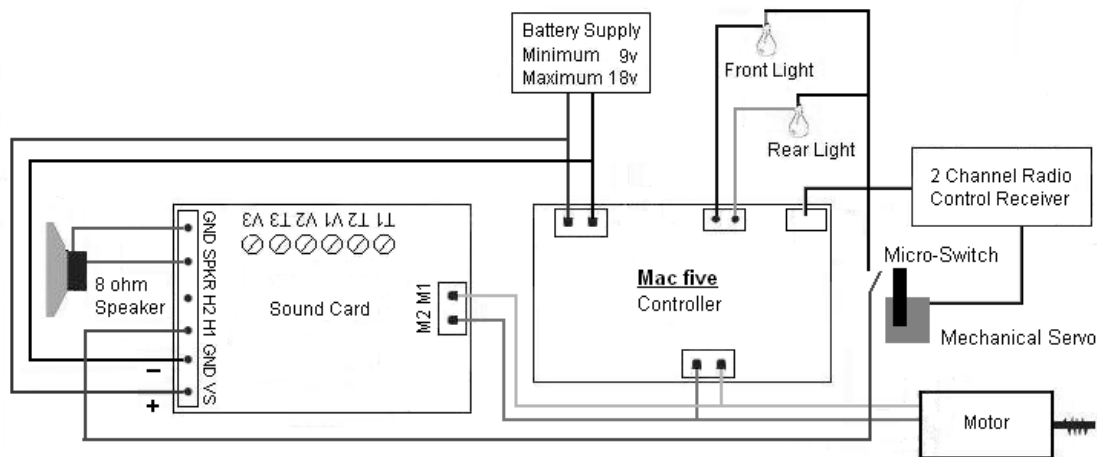 Battery Supply
Minimum 9v
Maximum 18v
Front Light
Rear Light
2 Channel Radio
Control Receiver
GND SPKR H2 H1 GND V/S
V3 T3 V2 V1 T2 T1
8 ohm
Speaker
Sound Card
M2 M1
Mac five
Controller
Micro-Switch
Mechanical Servo
−
+
Motor